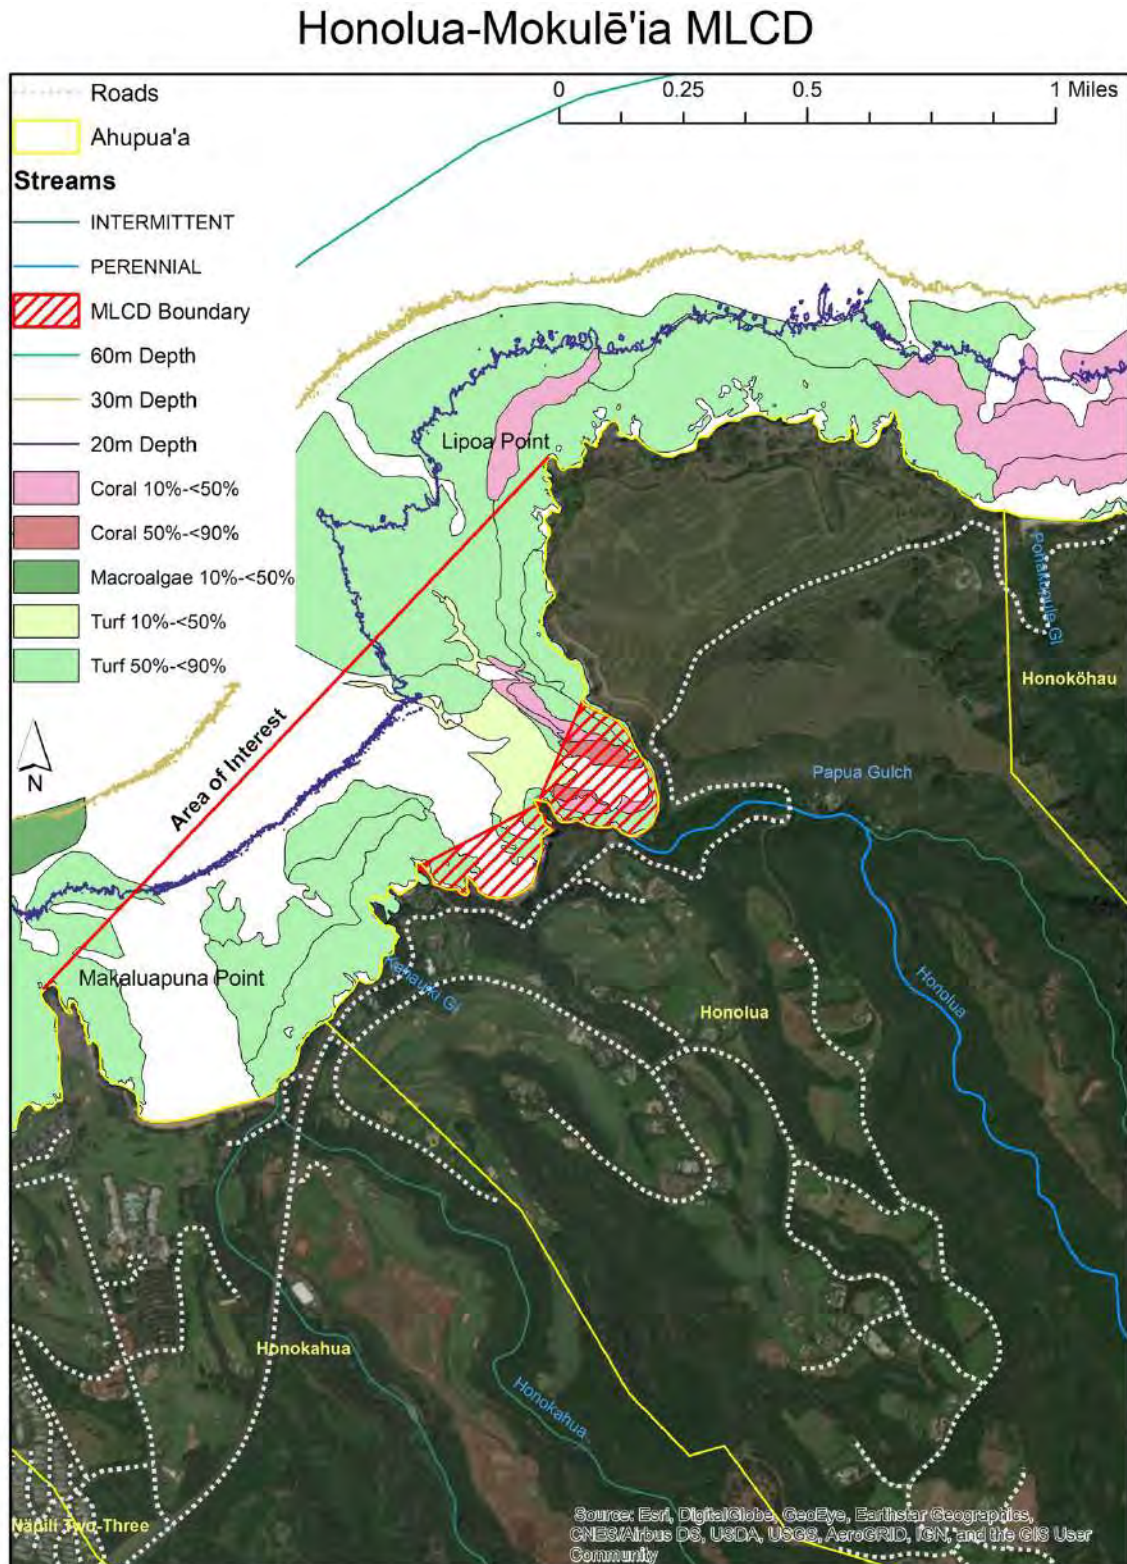 Honolua-Mokulē'ia MLCD
Roads
Ahupua'a
Streams
INTERMITTENT
PERENNIAL
MLCD Boundary
60m Depth
30m Depth
20m Depth
Coral 10%-<50%
Coral 50%-<90%
Macroalgae 10%-<50%
Turf 10%-<50%
Turf 50%-<90%
N
0 0.25 0.5 1 Miles
Lipoa Point
Area of Interest
Makaluapuna Point
Honoköhau
Papua Gulch
Honolua
Honolua
Honokahua
Honokahua
Näpili Two-Three
Source: Esri, DigitalGlobe, GeoEye, Earthstar Geographics,
CNES/Airbus DS, USDA, USGS, AeroGRID, IGN, and the GIS User
Community